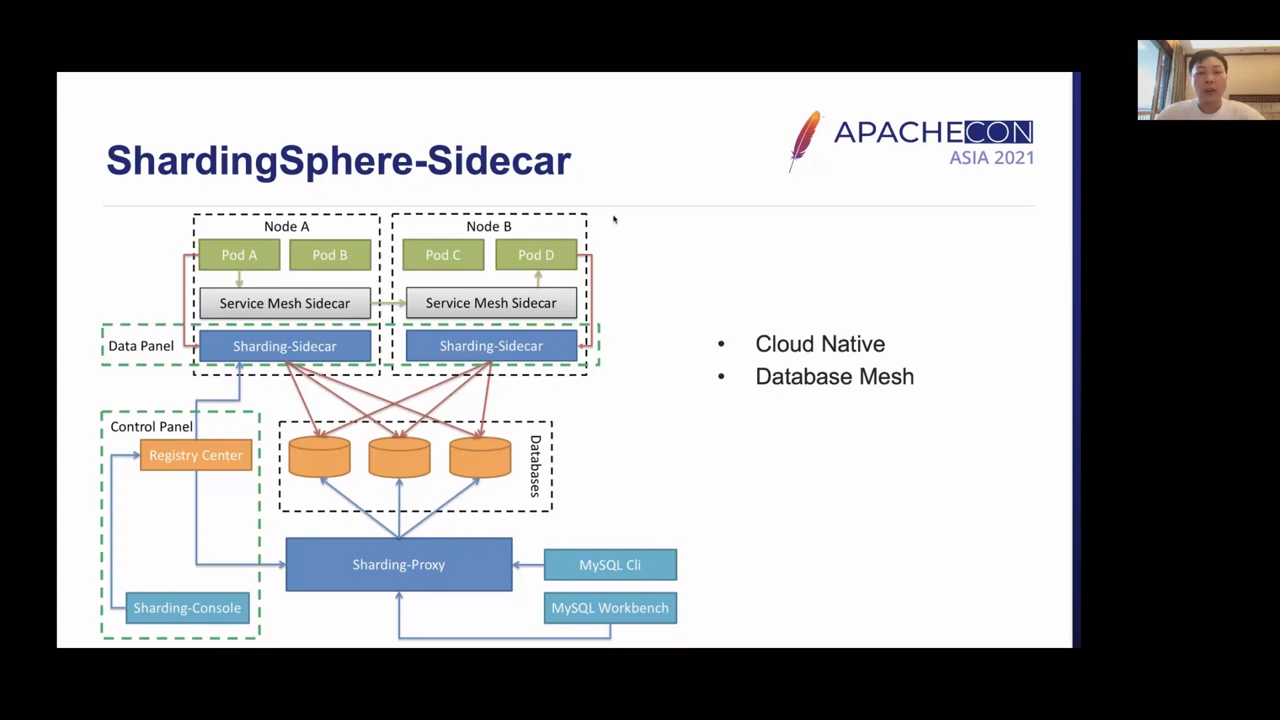 APACHECON
ASIA 2021
ShardingSphere-Sidecar
Node A
Node B
Pod A
Pod B
Pod C
Pod D
Service Mesh Sidecar
Service Mesh Sidecar
Data Panel
Sharding-Sidecar
Sharding-Sidecar
• Cloud Native
• Database Mesh
Control Panel
Registry Center
Databases
Sharding-Proxy
MySQL Cli
Sharding-Console
MySQL Workbench